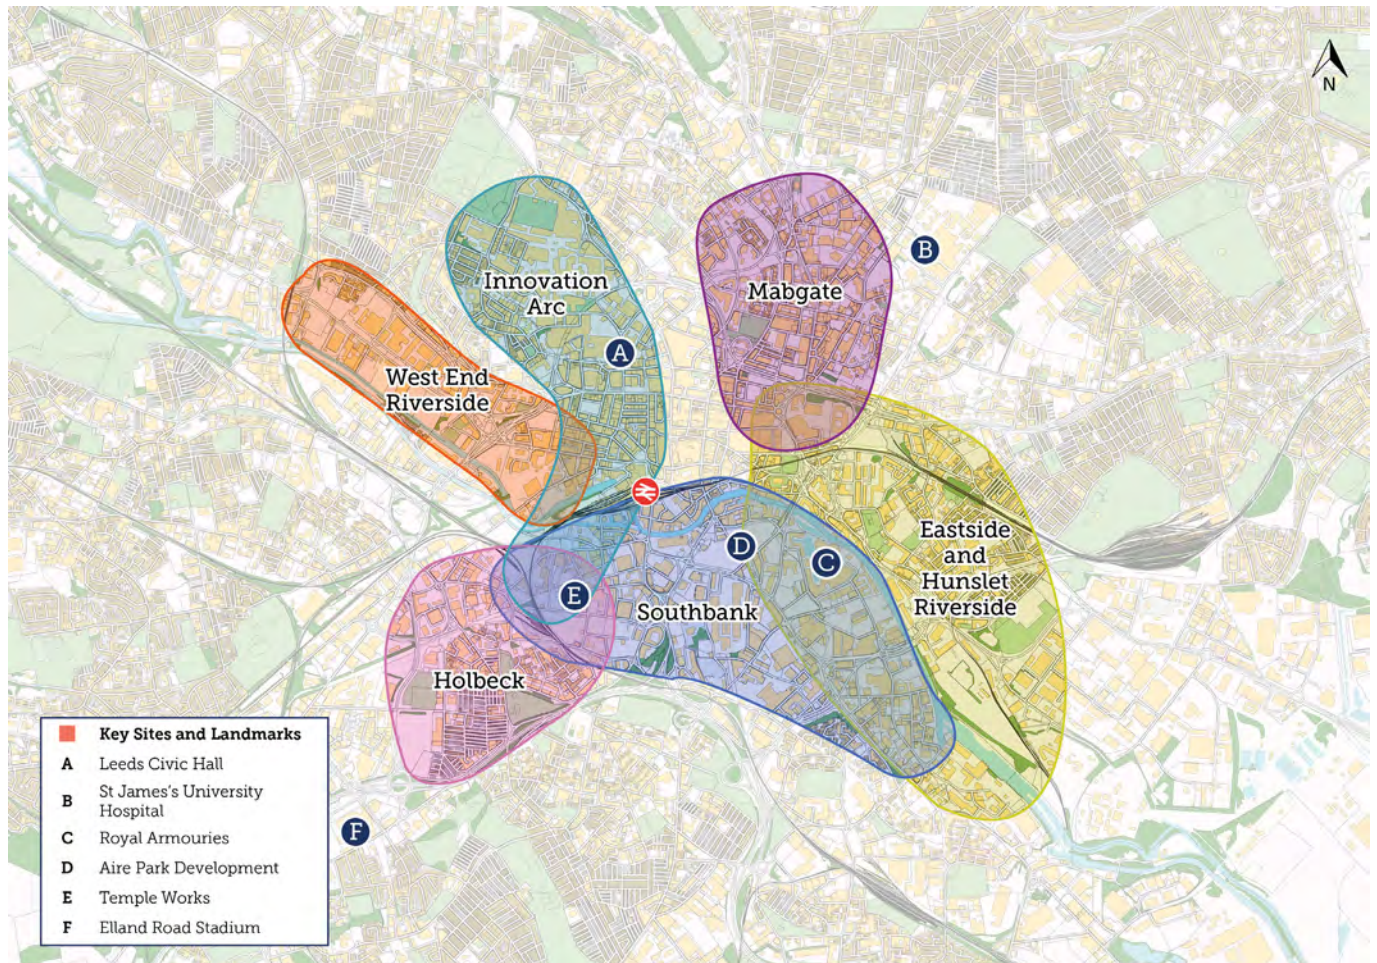 N
B
Innovation
Arc
Mabgate
A
West End
Riverside
Eastside
and
Hunslet
Riverside
D
C
E
Southbank
Holbeck
F
Key Sites and Landmarks
A Leeds Civic Hall
B St James's University
Hospital
C Royal Armouries
D Aire Park Development
E Temple Works
F Elland Road Stadium